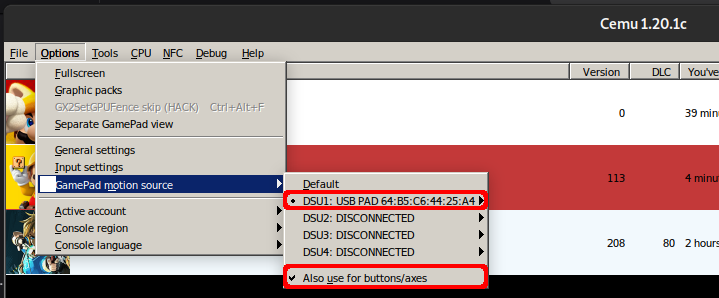 Cemu 1.20.1c
File Options Tools CPU NFC Debug Help
Fullscreen
Graphic packs
GX2SetGPUFence skip (HACK) Ctrl+Alt+F
Separate GamePad view
General settings
Input settings
GamePad motion source
Active account
Console region
Console language
Default
DSU1: USB PAD 64:B5:C6:44:25:A4
DSU2: DISCONNECTED
DSU3: DISCONNECTED
DSU4: DISCONNECTED
Also use for buttons/axes
Version DLC You've
0 39 minu
113 4 minut
208 80 2 hours